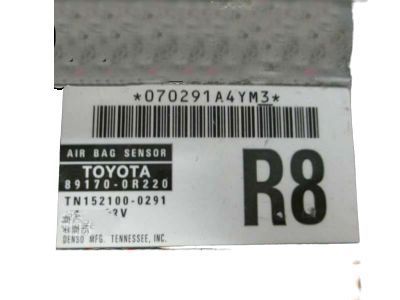 *070291A4YM3*
AIR BAG SENSOR
TOYOTA
89170-0R220
R8
TN152100-0291
DENSO MFG. TENNESSEE, INC.